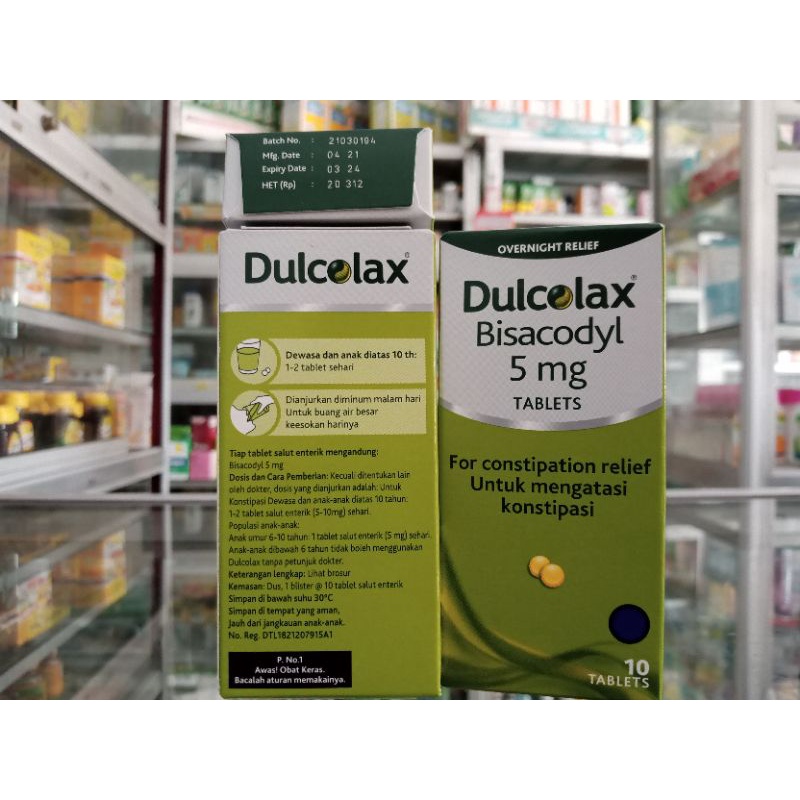 Batch No. : 21030104
Mfg. Date : 04 21
Expiry Date : 03 24
HET (Rp) : 20 312
Dulcolax®
Dewasa dan anak diatas 10 th:
1-2 tablet sehari
Dianjurkan diminum malam hari
Untuk buang air besar
keesokan harinya
Tiap tablet salut enterik mengandung:
Bisacodyl 5 mg
Dosis dan Cara Pemberian: Kecuali ditentukan lain
oleh dokter, dosis yang dianjurkan adalah: Untuk
Konstipasi Dewasa dan anak-anak diatas 10 tahun:
1-2 tablet salut enterik (5-10mg) sehari.
Populasi anak-anak:
Anak umur 6-10 tahun: 1 tablet salut enterik (5 mg) sehari.
Anak-anak dibawah 6 tahun tidak boleh menggunakan
Dulcolax tanpa petunjuk dokter.
Keterangan lengkap: Lihat brosur
Kemasan: Dus, 1 blister @ 10 tablet salut enterik
Simpan di bawah suhu 30°C
Simpan di tempat yang aman,
Jauh dari jangkauan anak-anak.
No. Reg. DTL1821207915A1
P. No.1
Awas! Obat Keras.
Bacalah aturan memakainya.
OVERNIGHT RELIEF
Dulcolax®
Bisacodyl
5 mg
TABLETS
For constipation relief
Untuk mengatasi
konstipasi
10
TABLETS